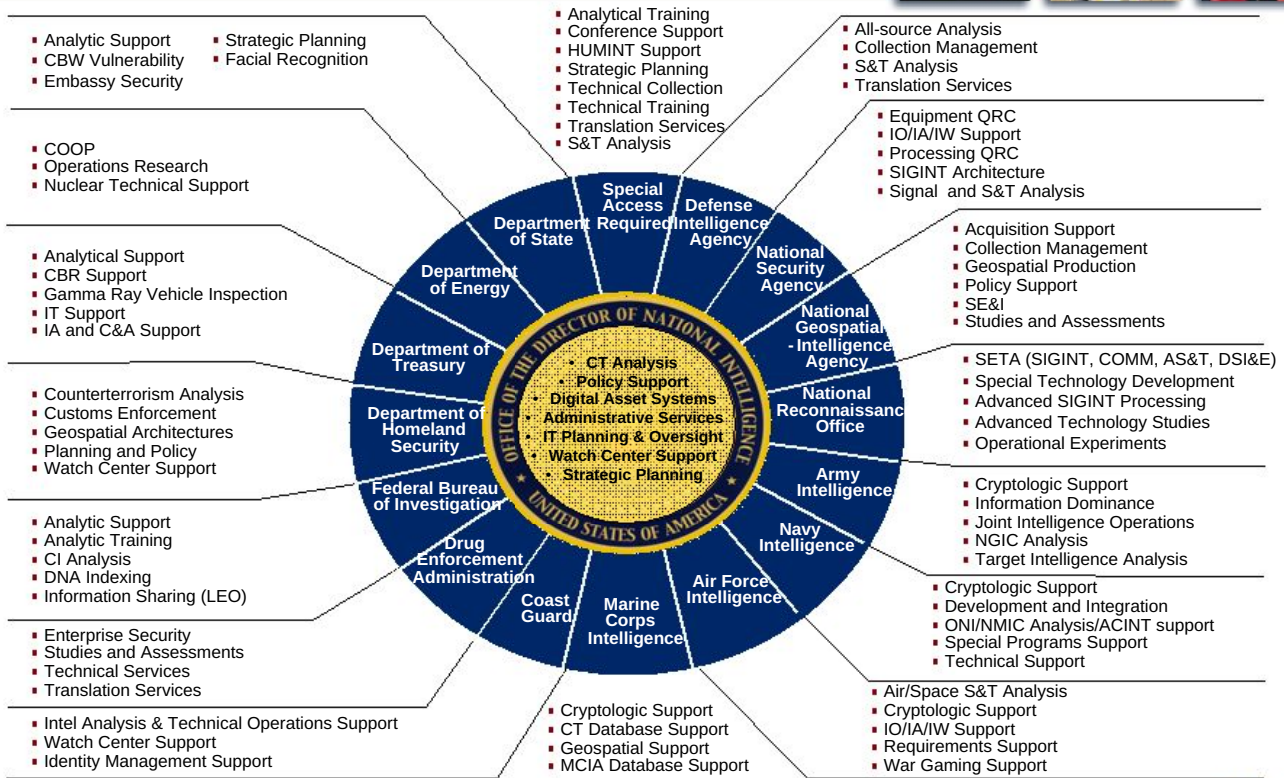 Analytic Support
CBW Vulnerability
Embassy Security
Strategic Planning
Facial Recognition
Analytical Training
Conference Support
HUMINT Support
Strategic Planning
Technical Collection
Technical Training
Translation Services
S&T Analysis
All-source Analysis
Collection Management
S&T Analysis
Translation Services
COOP
Operations Research
Nuclear Technical Support
Equipment QRC
IO/IA/IW Support
Processing QRC
SIGINT Architecture
Signal and S&T Analysis
Analytical Support
CBR Support
Gamma Ray Vehicle Inspection
IT Support
IA and C&A Support
Acquisition Support
Collection Management
Geospatial Production
Policy Support
SE&I
Studies and Assessments
Counterterrorism Analysis
Customs Enforcement
Geospatial Architectures
Planning and Policy
Watch Center Support
SETA (SIGINT, COMM, AS&T, DSI&E)
Special Technology Development
Advanced SIGINT Processing
Advanced Technology Studies
Operational Experiments
Analytic Support
Analytic Training
CI Analysis
DNA Indexing
Information Sharing (LEO)
Cryptologic Support
Information Dominance
Joint Intelligence Operations
NGIC Analysis
Target Intelligence Analysis
Enterprise Security
Studies and Assessments
Technical Services
Translation Services
Cryptologic Support
Development and Integration
ONI/NMIC Analysis/ACINT support
Special Programs Support
Technical Support
Intel Analysis & Technical Operations Support
Watch Center Support
Identity Management Support
Cryptologic Support
CT Database Support
Geospatial Support
MCIA Database Support
Air/Space S&T Analysis
Cryptologic Support
IO/IA/IW Support
Requirements Support
War Gaming Support
Special
Access
Required
Defense
Intelligence
Agency
National
Security
Agency
National
Geospatial
- Intelligence
Agency
National
Reconnaissanc
Office
Army
Intelligence
Navy
Intelligence
Air Force
Intelligence
Marine
Corps
Intelligence
Coast
Guard
Drug
Enforcement
Administration
Federal Bureau
of Investigation
Department of
Homeland
Security
Department of
Treasury
Department
of Energy
Department
of State
OFFICE OF THE DIRECTOR OF NATIONAL INTELLIGENCE
UNITED STATES OF AMERICA
• CT Analysis
• Policy Support
• Digital Asset Systems
• Administrative Services
• IT Planning & Oversight
• Watch Center Support
• Strategic Planning